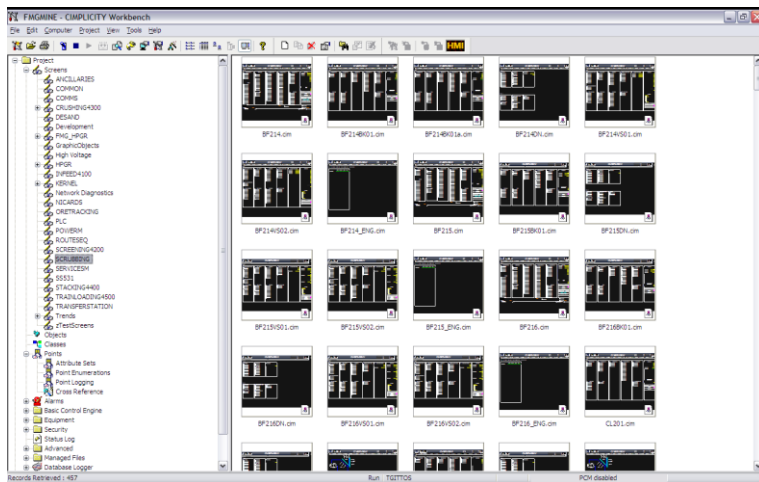 FMGMINE - CIMPLICITY Workbench
File Edit Computer Project View Tools Help
HMI
Project
Screens
ANCILLARIES
COMMON
COMMS
CRUSHING4300
DESAND
Development
FMG_HPGR
GraphicObjects
High Voltage
HPGR
INFEED4100
KERNEL
Network Diagnostics
NICARDS
ORETRACKING
PLC
POWERM
ROUTESEQ
SCREENING4200
SCRUBBING
SERVICESM
SS531
STACKING4400
TRAINLOADING4500
TRANSFERSTATION
Trends
zTestScreens
Objects
Classes
Points
Attribute Sets
Point Enumerations
Point Logging
Cross Reference
Alarms
Basic Control Engine
Equipment
Security
Status Log
Advanced
Managed Files
Database Logger
BF214.cim BF214BK01.cim BF214BK01a.cim BF214DN.cim BF214VS01.cim
BF214VS02.cim BF214_ENG.cim BF215.cim BF215BK01.cim BF215DN.cim
BF215VS01.cim BF215VS02.cim BF215_ENG.cim BF216.cim BF216BK01.cim
BF216DN.cim BF216VS01.cim BF216VS02.cim BF216_ENG.cim CL201.cim
Records Retrieved : 457 Run TGITTOS PCM disabled